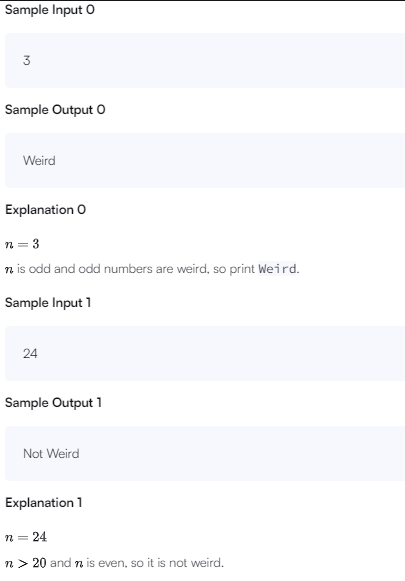 Sample Input 0
3
Sample Output 0
Weird
Explanation 0
n = 3
n is odd and odd numbers are weird, so print Weird.
Sample Input 1
24
Sample Output 1
Not Weird
Explanation 1
n = 24
n > 20 and n is even, so it is not weird.